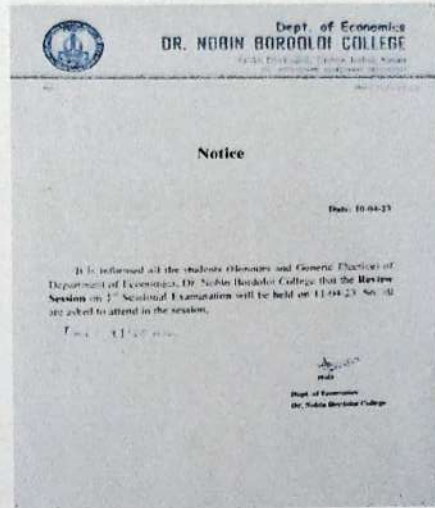 Dept. of Economics
DR. NOBIN BORDOLOI COLLEGE
Notice
Date: 10-04-23
It is informed all the students (Honours and Generic Elective) of
Department of Economics, Dr. Nobin Bordoloi College that the Review
Session on 1st Sessional Examination will be held on 11-04-23. So, all
are asked to attend in the session.
HoD
Dept. of Economics
Dr. Nobin Bordoloi College